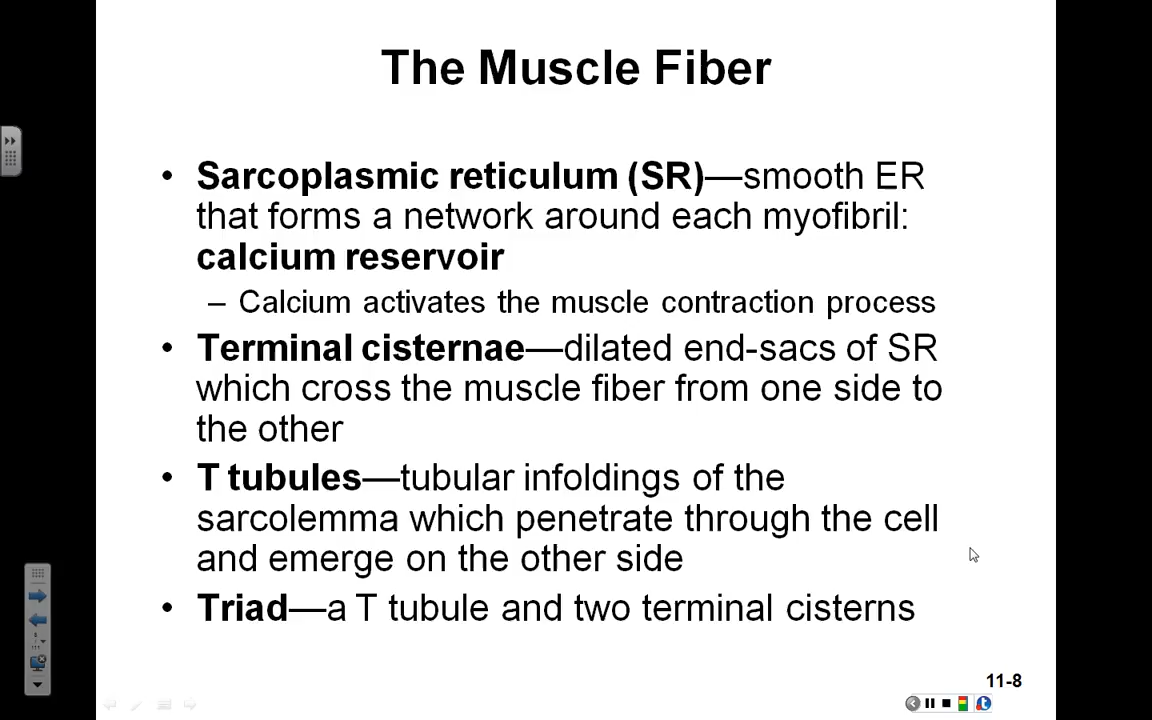 The Muscle Fiber
• Sarcoplasmic reticulum (SR)—smooth ER
that forms a network around each myofibril:
calcium reservoir
– Calcium activates the muscle contraction process
• Terminal cisternae—dilated end-sacs of SR
which cross the muscle fiber from one side to
the other
• T tubules—tubular infoldings of the
sarcolemma which penetrate through the cell
and emerge on the other side
• Triad—a T tubule and two terminal cisterns
11-8